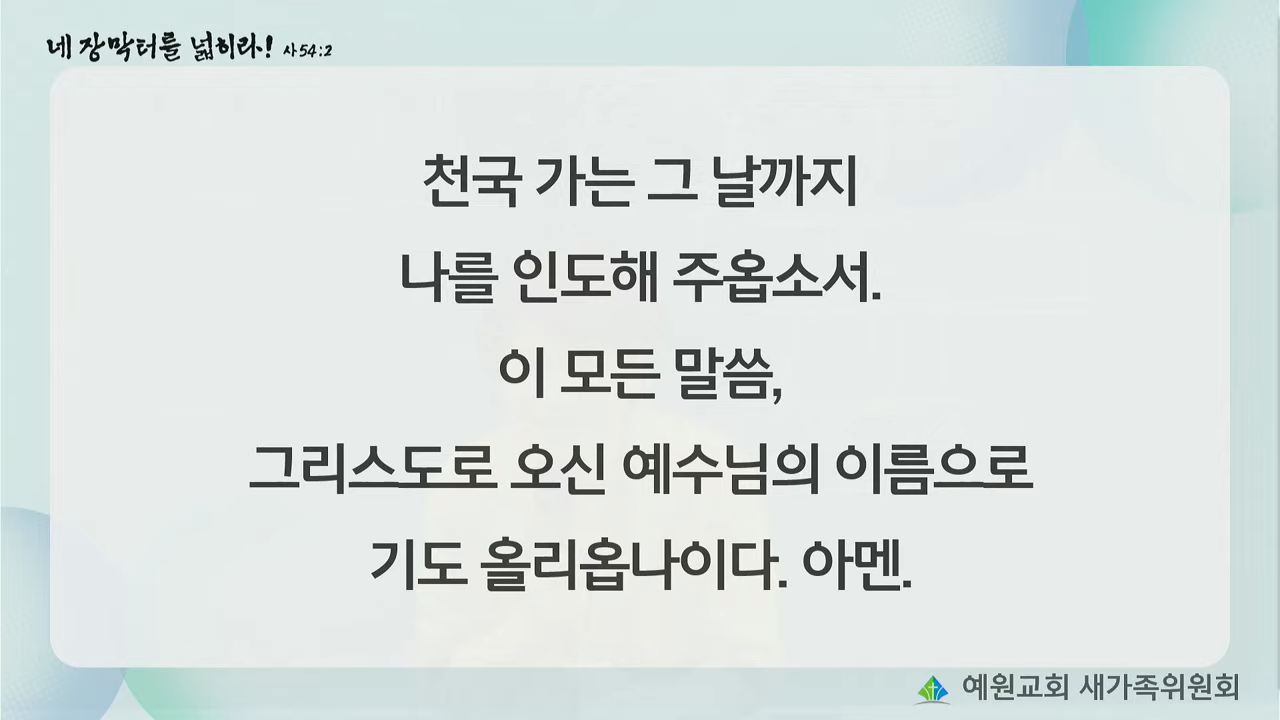 네 장막터를 넓히라! 사54:2
천국 가는 그 날까지
나를 인도해 주옵소서.
이 모든 말씀,
그리스도로 오신 예수님의 이름으로
기도 올리옵나이다. 아멘.
예원교회 새가족위원회